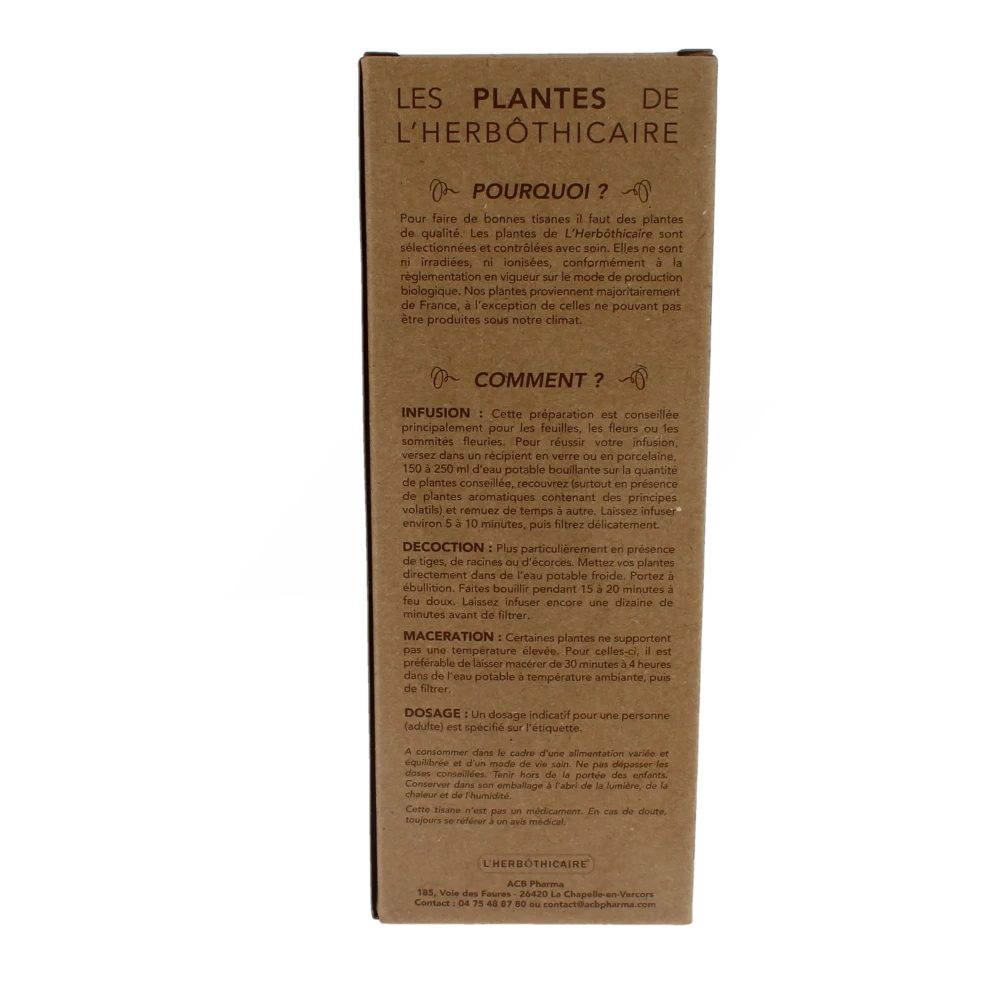 LES PLANTES DE
L'HERBÔTHICAIRE
POURQUOI ?
Pour faire de bonnes tisanes il faut des plantes
de qualité. Les plantes de L'Herbôthicaire sont
sélectionnées et contrôlées avec soin. Elles ne sont
ni irradiées, ni ionisées, conformément à la
règlementation en vigueur sur le mode de production
biologique. Nos plantes proviennent majoritairement
de France, à l'exception de celles ne pouvant pas
être produites sous notre climat.
COMMENT ?
INFUSION : Cette préparation est conseillée
principalement pour les feuilles, les fleurs ou les
sommités fleuries. Pour réussir votre infusion,
versez dans un récipient en verre ou en porcelaine,
150 à 250 ml d'eau potable bouillante sur la quantité
de plantes conseillée, recouvrez (surtout en présence
de plantes aromatiques contenant des principes
volatils) et remuez de temps à autre. Laissez infuser
environ 5 à 10 minutes, puis filtrez délicatement.
DECOCTION : Plus particulièrement en présence
de tiges, de racines ou d'écorces. Mettez vos plantes
directement dans de l'eau potable froide. Portez à
ébullition. Faites bouillir pendant 15 à 20 minutes à
feu doux. Laissez infuser encore une dizaine de
minutes avant de filtrer.
MACERATION : Certaines plantes ne supportent
pas une température élevée. Pour celles-ci, il est
préférable de laisser macérer de 30 minutes à 4 heures
dans de l'eau potable à température ambiante, puis
de filtrer.
DOSAGE : Un dosage indicatif pour une personne
(adulte) est spécifié sur l'étiquette.
A consommer dans le cadre d'une alimentation variée et
équilibrée et d'un mode de vie sain. Ne pas dépasser les
doses conseillées. Tenir hors de la portée des enfants.
Conserver dans son emballage à l'abri de la lumière, de la
chaleur et de l'humidité.
Cette tisane n'est pas un médicament. En cas de doute,
toujours se référer à un avis médical.
L'HERBÔTHICAIRE
ACB Pharma
185, Voie des Faures - 26420 La Chapelle-en-Vercors
Contact : 04 75 48 87 80 ou contact@acbpharma.com